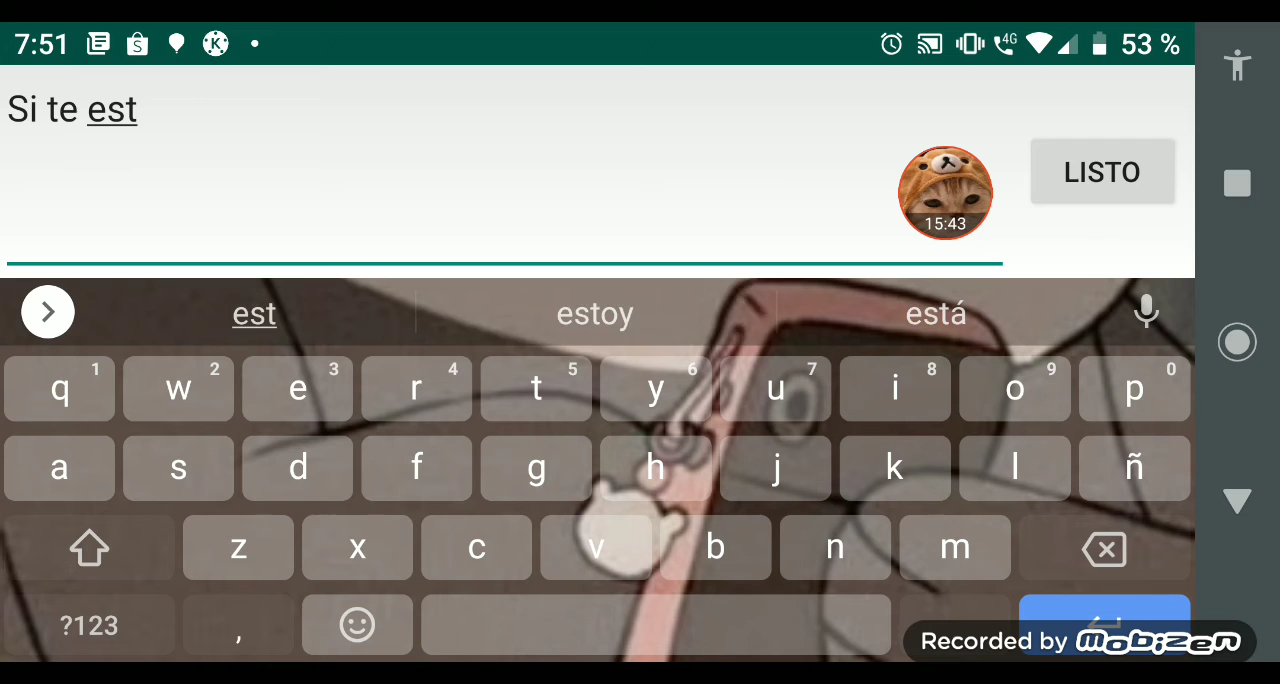 7:51 4G 53 %
Si te est
LISTO
15:43
est estoy está
q 1 w 2 e 3 r 4 t 5 y 6 u 7 i 8 o 9 p 0
a s d f g h j k l ñ
z x c v b n m
?123 ,
Recorded by mobizen